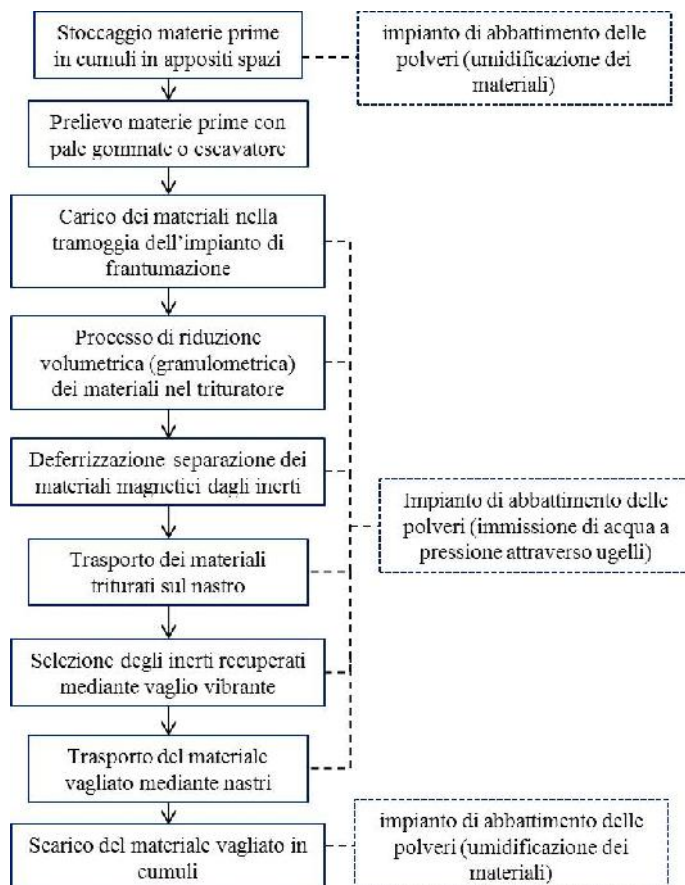 Stoccaggio materie prime
in cumuli in appositi spazi
impianto di abbattimento delle
polveri (umidificazione dei
materiali)
Prelievo materie prime con
pale gommate o escavatore
Carico dei materiali nella
tramoggia dell'impianto di
frantumazione
Processo di riduzione
volumetrica (granulometrica)
dei materiali nel trituratore
Deferrizzazione separazione dei
materiali magnetici dagli inerti
Impianto di abbattimento delle
polveri (immissione di acqua a
pressione attraverso ugelli)
Trasporto dei materiali
triturati sul nastro
Selezione degli inerti recuperati
mediante vaglio vibrante
Trasporto del materiale
vagliato mediante nastri
Scarico del materiale vagliato in
cumuli
impianto di abbattimento delle
polveri (umidificazione dei
materiali)